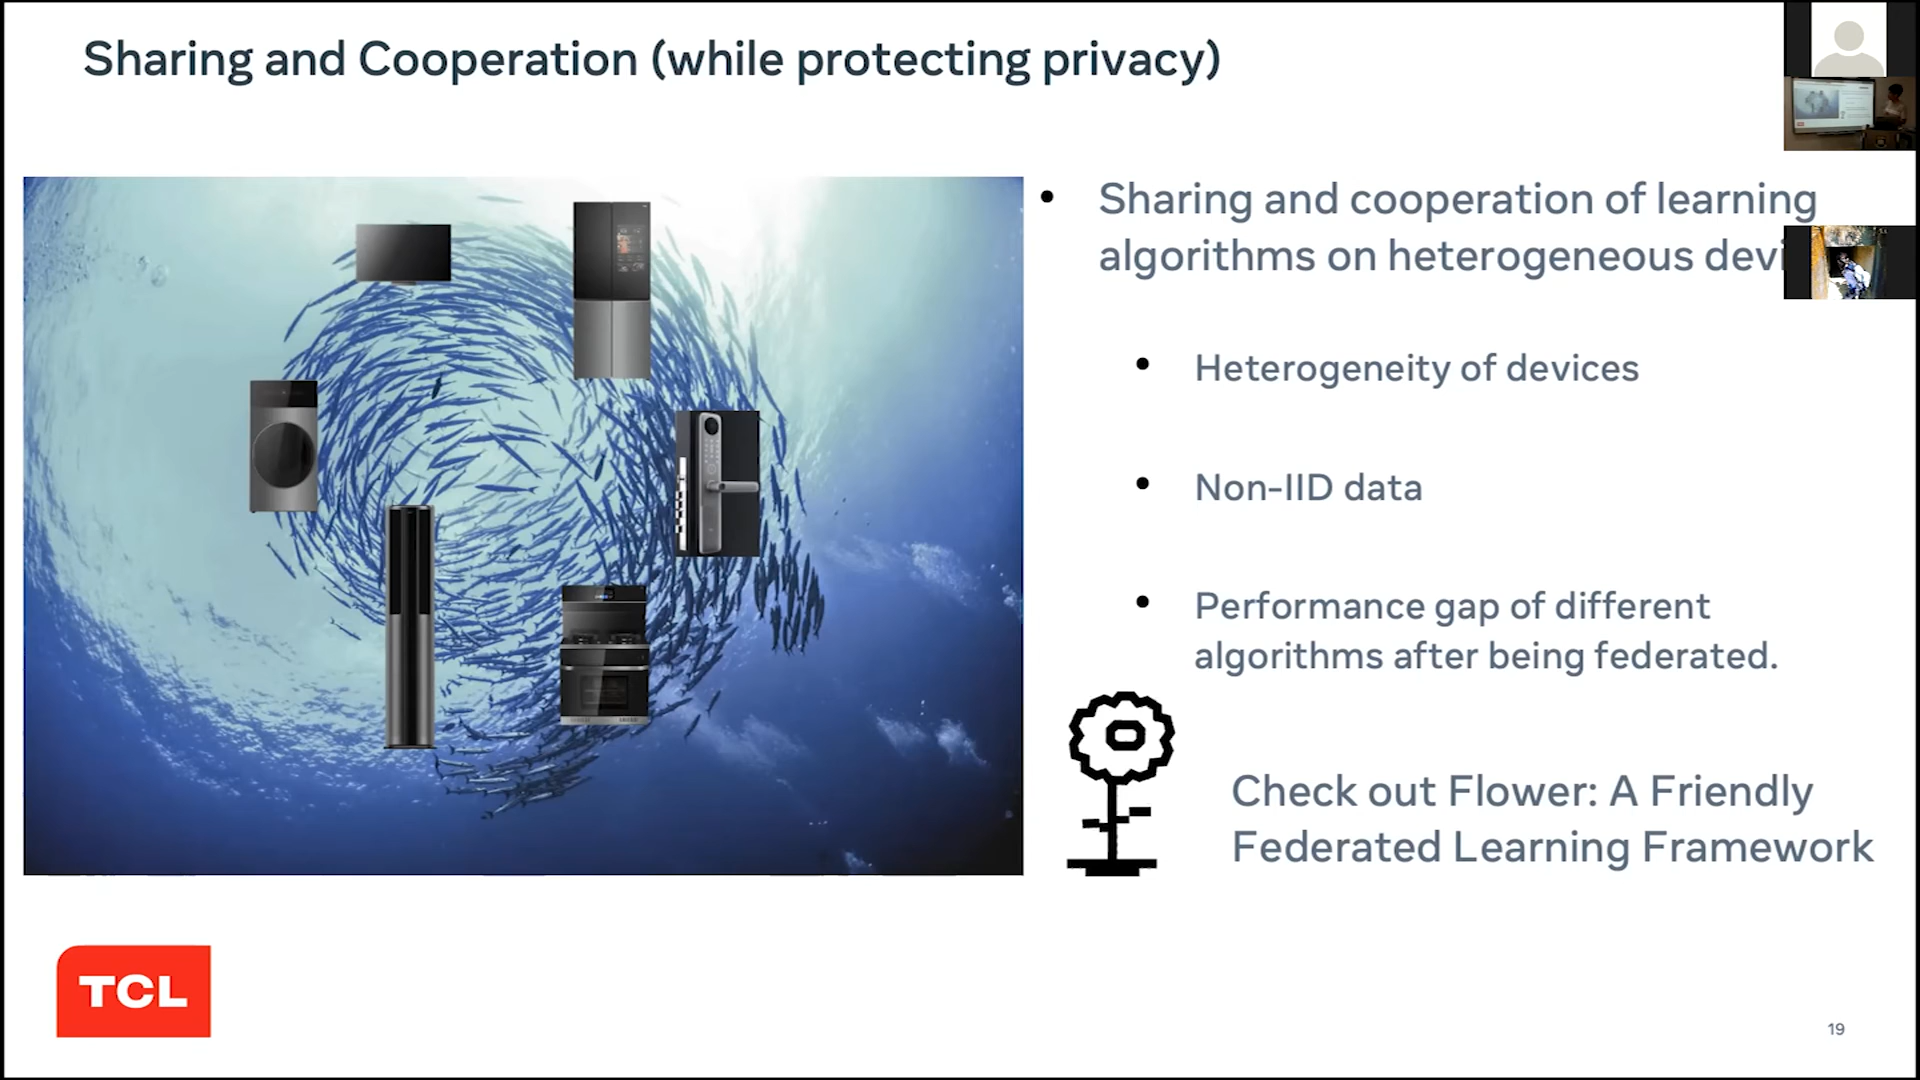 Sharing and Cooperation (while protecting privacy)
Sharing and cooperation of learning
algorithms on heterogeneous devi
Heterogeneity of devices
Non-IID data
Performance gap of different
algorithms after being federated.
Check out Flower: A Friendly
Federated Learning Framework
TCL
19